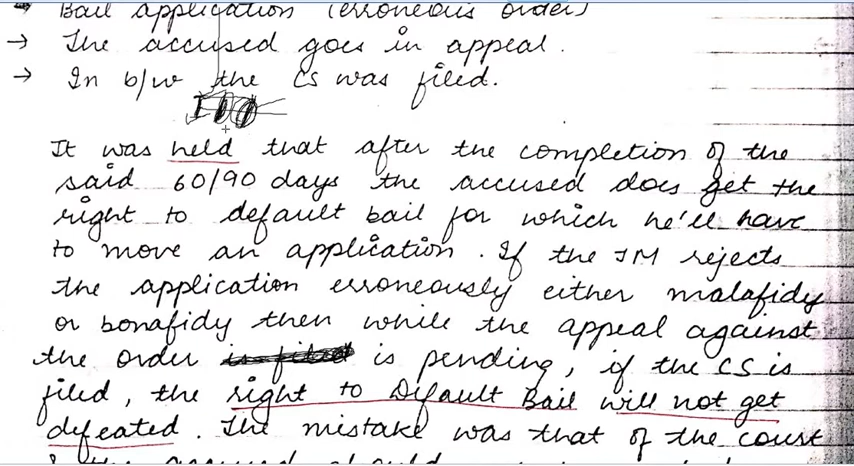 → Bail application (erroneous order)
→ The accused goes in appeal.
→ In b/w the CS was filed.
It was held that after the completion of the
said 60/90 days the accused does get the
right to default bail for which he'll have
to move an application. If the JM rejects
the application erroneously either malafidy
or bonafidy then while the appeal against
the order is pending, if the CS is
filed, the right to Default Bail will not get
defeated. The mistake was that of the court